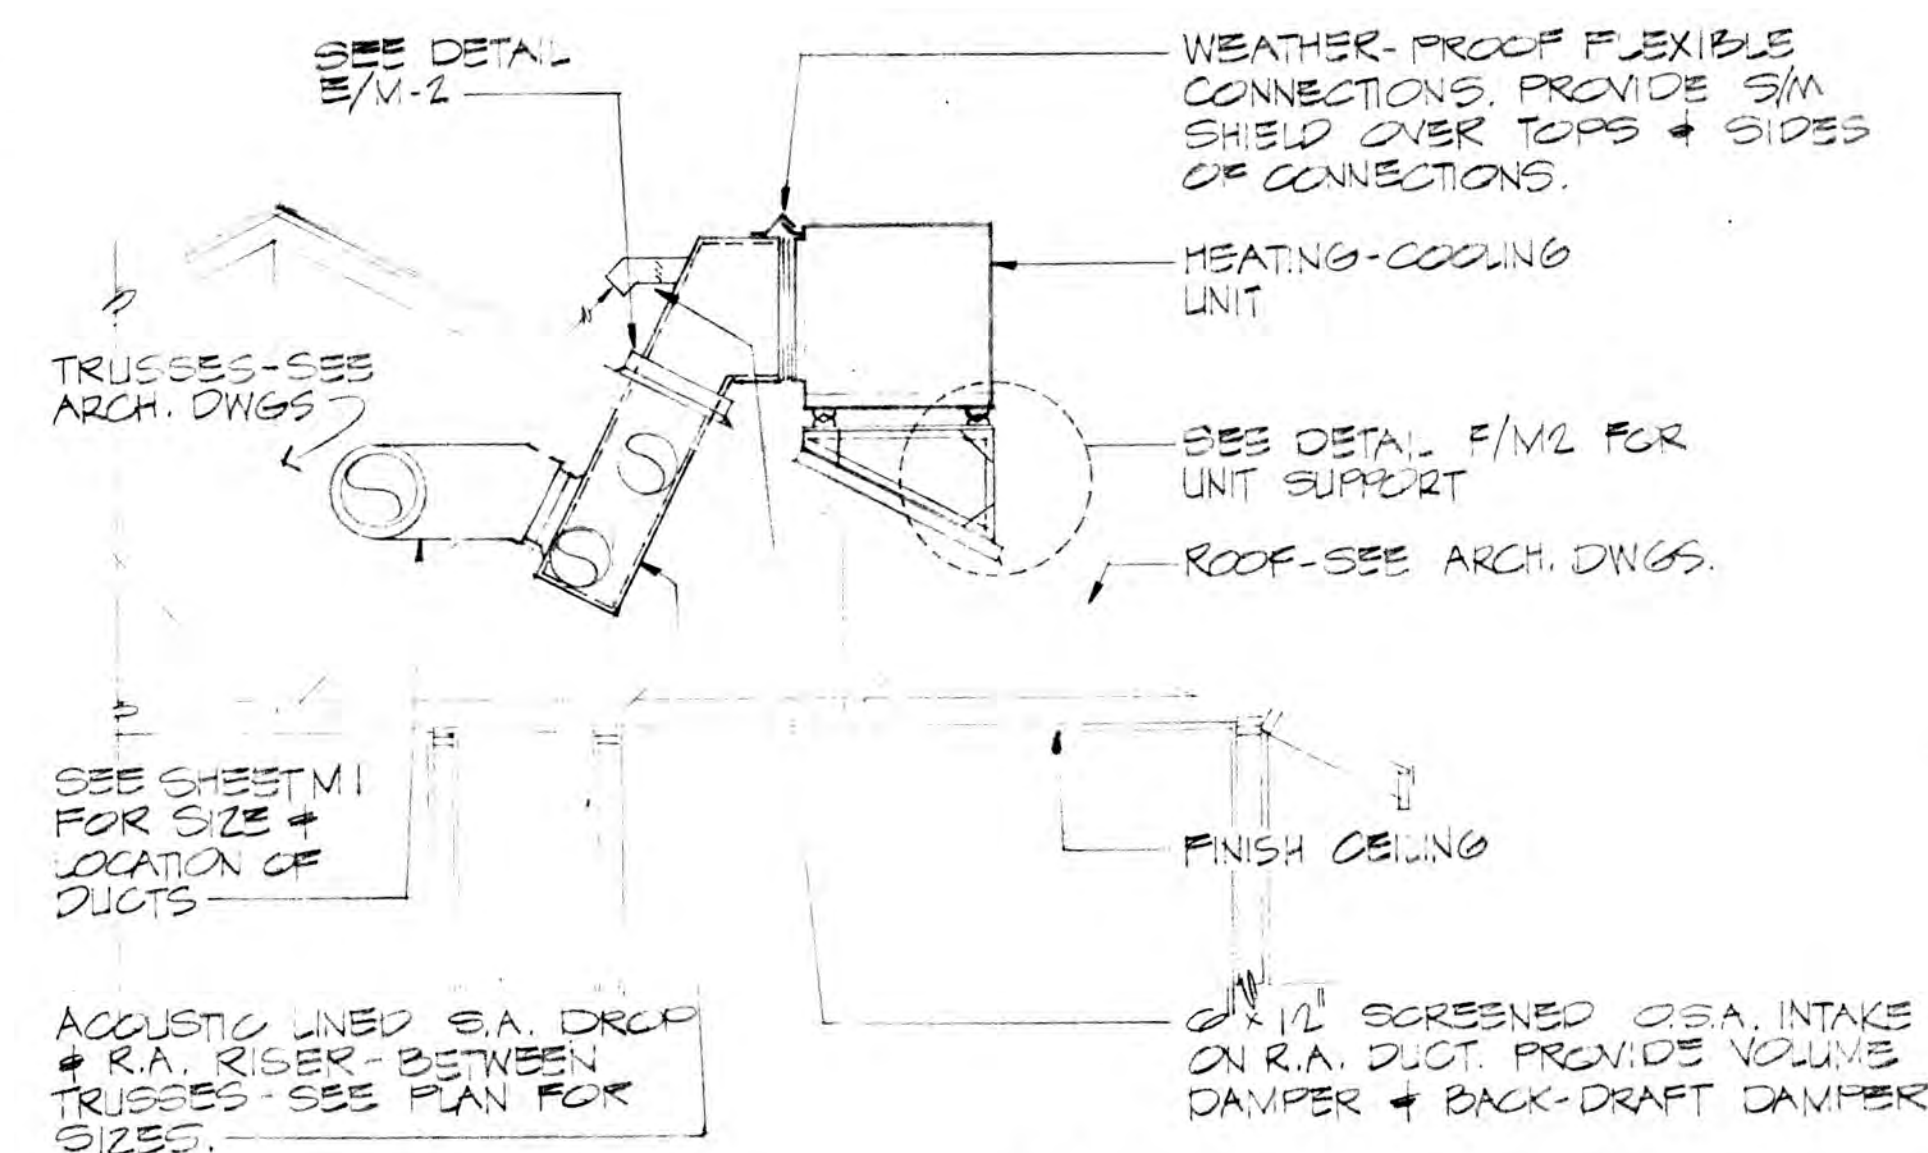 SEE DETAIL
E/M-2
WEATHER-PROOF FLEXIBLE
CONNECTIONS. PROVIDE S/M
SHIELD OVER TOPS & SIDES
OF CONNECTIONS.
HEATING-COOLING
UNIT
TRUSSES-SEE
ARCH. DWGS
SEE DETAIL F/M2 FOR
UNIT SUPPORT
ROOF-SEE ARCH. DWGS.
SEE SHEET M1
FOR SIZE &
LOCATION OF
DUCTS
FINISH CEILING
ACOUSTIC LINED S.A. DROP
& R.A. RISER-BETWEEN
TRUSSES-SEE PLAN FOR
SIZES.
6"x12" SCREENED O.S.A. INTAKE
ON R.A. DUCT. PROVIDE VOLUME
DAMPER & BACK-DRAFT DAMPER